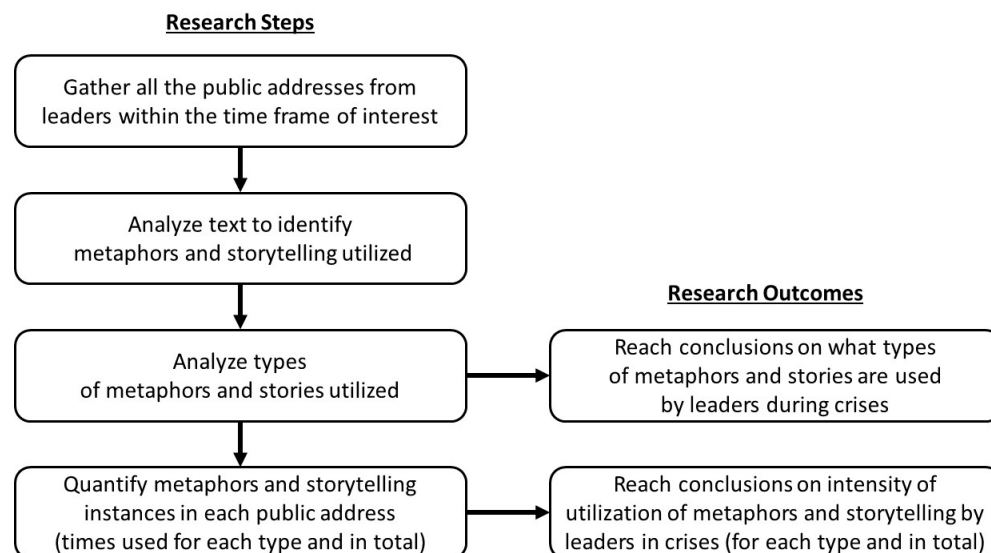 Research Steps
Gather all the public addresses from
leaders within the time frame of interest
Analyze text to identify
metaphors and storytelling utilized
Analyze types
of metaphors and stories utilized
Quantify metaphors and storytelling
instances in each public address
(times used for each type and in total)
Research Outcomes
Reach conclusions on what types
of metaphors and stories are used
by leaders during crises
Reach conclusions on intensity of
utilization of metaphors and storytelling by
leaders in crises (for each type and in total)